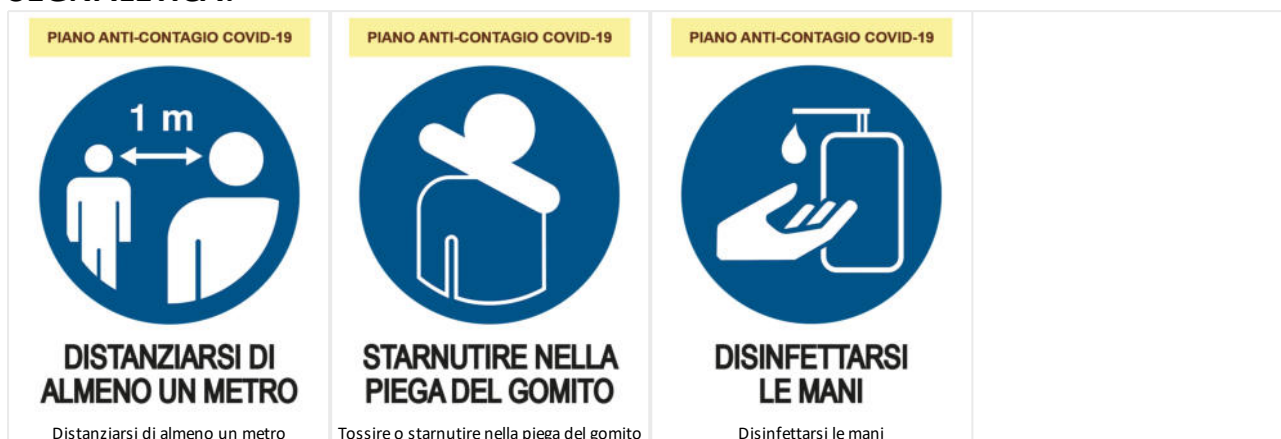 PIANO ANTI-CONTAGIO COVID-19
1 m
DISTANZIARSI DI
ALMENO UN METRO
Distanziarsi di almeno un metro
PIANO ANTI-CONTAGIO COVID-19
STARNUTIRE NELLA
PIEGA DEL GOMITO
Tossire o starnutire nella piega del gomito
PIANO ANTI-CONTAGIO COVID-19
DISINFETTARSI
LE MANI
Disinfettarsi le mani